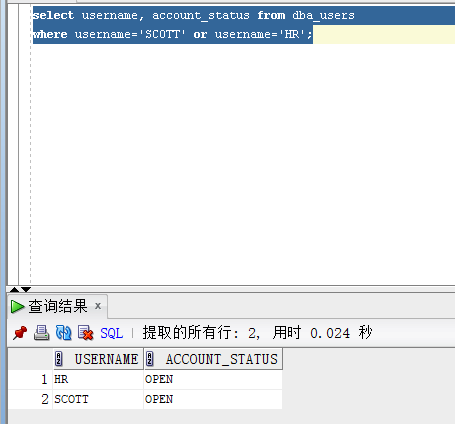 select username, account_status from dba_users
where username='SCOTT' or username='HR';
查询结果 ×
SQL | 提取的所有行: 2, 用时 0.024 秒
USERNAME ACCOUNT_STATUS
1 HR OPEN
2 SCOTT OPEN